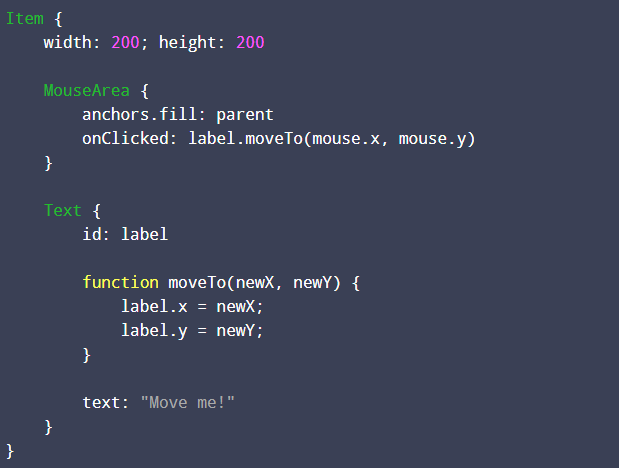 Item {
    width: 200; height: 200

    MouseArea {
        anchors.fill: parent
        onClicked: label.moveTo(mouse.x, mouse.y)
    }

    Text {
        id: label

        function moveTo(newX, newY) {
            label.x = newX;
            label.y = newY;
        }

        text: "Move me!"
    }
}